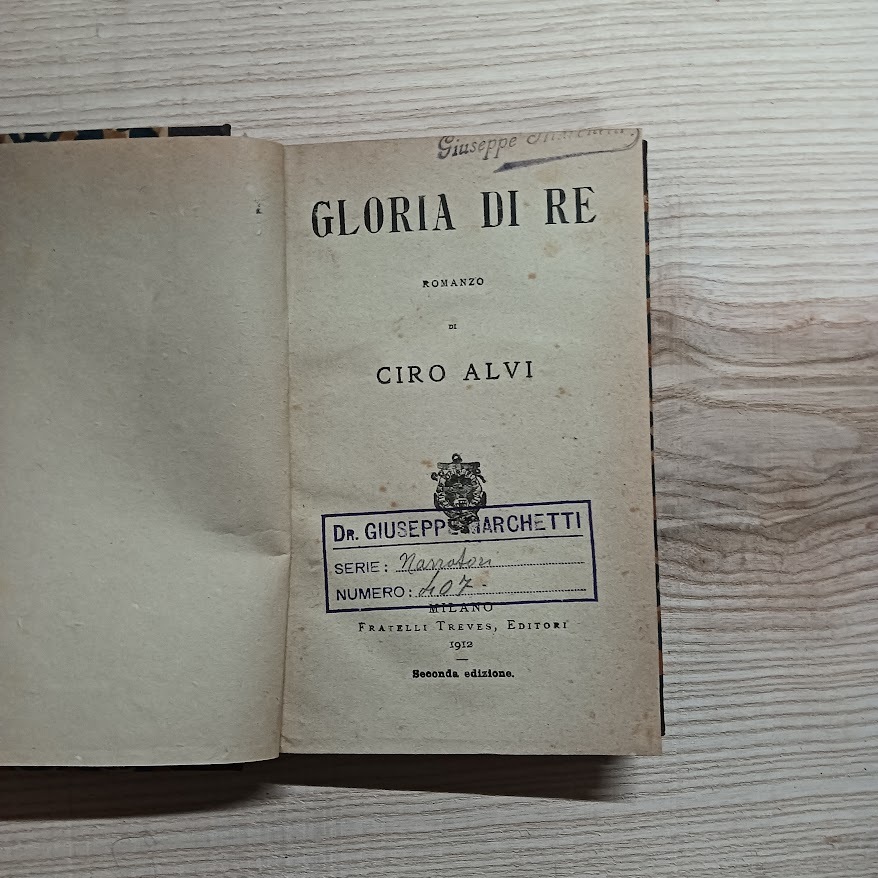 Giuseppe Marchetti
GLORIA DI RE
ROMANZO
DI
CIRO ALVI
DR. GIUSEPPE MARCHETTI
SERIE: Narratori
NUMERO: 407
MILANO
FRATELLI TREVES, EDITORI
1912
Seconda edizione.